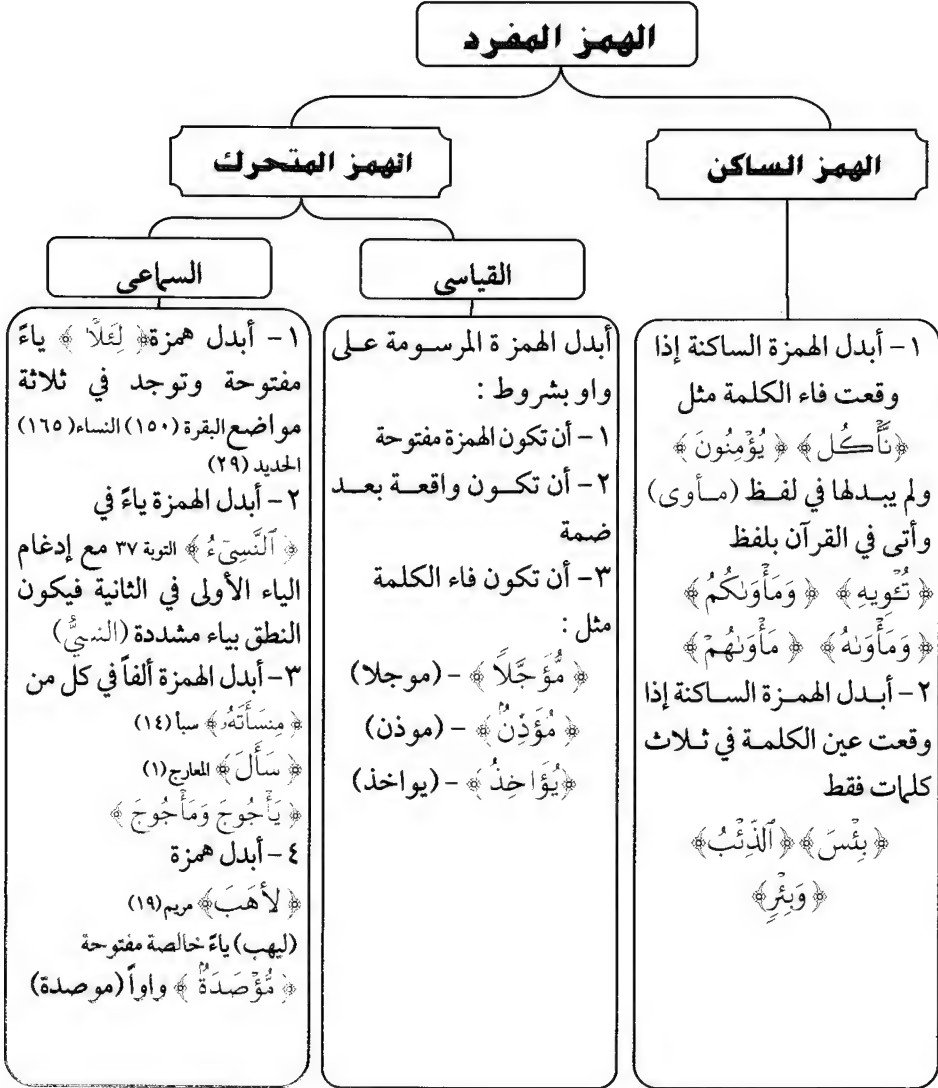 الهمز المفرد
الهمز الساكن
الهمز المتحرك
القياسى
السماعى
١- أبدل الهمزة الساكنة إذا
وقعت فاء الكلمة مثل
﴿نَّأْكُل﴾ ﴿يُؤْمِنُونَ﴾
ولم يبدلها في لفظ (مأوى)
وأتى في القرآن بلفظ
﴿تُـْٔوِيهِ﴾ ﴿وَمَأْوَىٰكُمُ﴾
﴿وَمَأْوَىٰهُ﴾ ﴿مَأْوَىٰهُمْ﴾
٢- أبدل الهمزة الساكنة إذا
وقعت عين الكلمة في ثلاث
كلمات فقط
﴿بِئْسَ﴾ ﴿ٱلذِّئْبُ﴾
﴿وَبِئْرٍ﴾
أبدل الهمزة المرسومة على
واو بشروط :
١- أن تكون الهمزة مفتوحة
٢- أن تكون واقعة بعد
ضمة
٣- أن تكون فاء الكلمة
مثل :
﴿مُّؤَجَّلًا﴾ - (موجلا)
﴿مُؤَذِّنٌ﴾ - (موذن)
﴿يُؤَاخِذُ﴾ - (يواخذ)
١- أبدل همزة ﴿لِئَلَّا﴾ ياءً
مفتوحة وتوجد في ثلاثة
مواضع البقرة (١٥٠) النساء (١٦٥)
الحديد (٢٩)
٢- أبدل الهمزة ياءً في
﴿ٱلنَّسِىٓءُ﴾ التوبة ٣٧ مع إدغام
الياء الأولى في الثانية فيكون
النطق بياء مشددة (النسيُّ)
٣- أبدل الهمزة ألفاً في كل من
﴿مِنسَأَتَهُۥ﴾ سبأ (١٤)
﴿سَأَلَ﴾ المعارج (١)
﴿يَأْجُوجَ وَمَأْجُوجَ﴾
٤- أبدل همزة
﴿لأَهَبَ﴾ مريم (١٩)
(ليهب) ياءً خالصة مفتوحة
﴿مُّؤْصَدَةٌ﴾ واواً (موصدة)